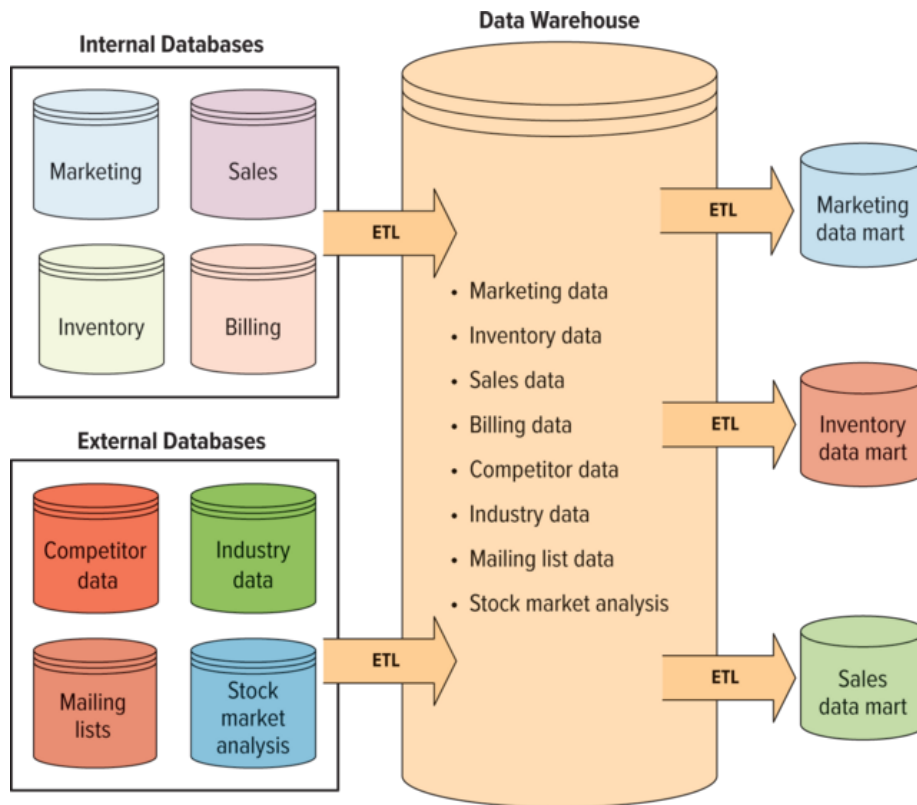 Internal Databases
Marketing
Sales
Inventory
Billing
ETL
External Databases
Competitor
data
Industry
data
Mailing
lists
Stock
market
analysis
ETL
Data Warehouse
• Marketing data
• Inventory data
• Sales data
• Billing data
• Competitor data
• Industry data
• Mailing list data
• Stock market analysis
ETL
Marketing
data mart
ETL
Inventory
data mart
ETL
Sales
data mart